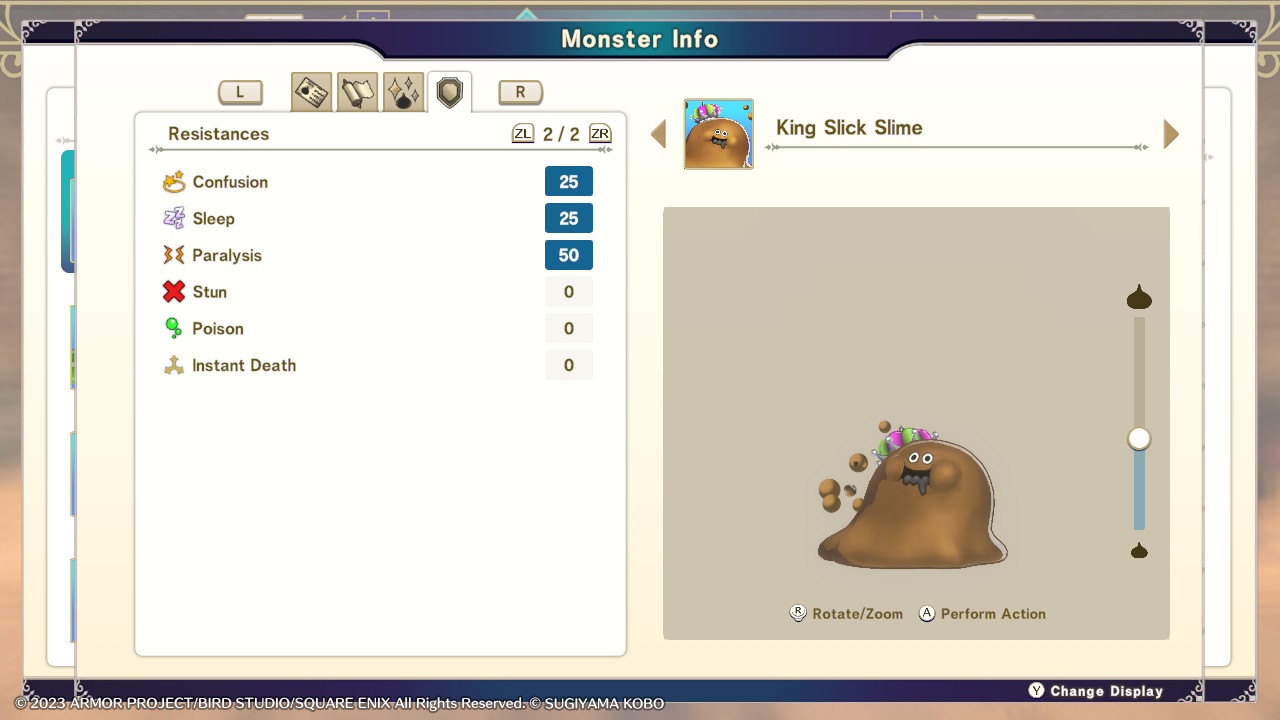 Monster Info
L
R
Resistances ZL 2 / 2 ZR
Confusion 25
Sleep 25
Paralysis 50
Stun 0
Poison 0
Instant Death 0
King Slick Slime
R Rotate/Zoom A Perform Action
Y Change Display
© 2023 ARMOR PROJECT/BIRD STUDIO/SQUARE ENIX All Rights Reserved. © SUGIYAMA KOBO